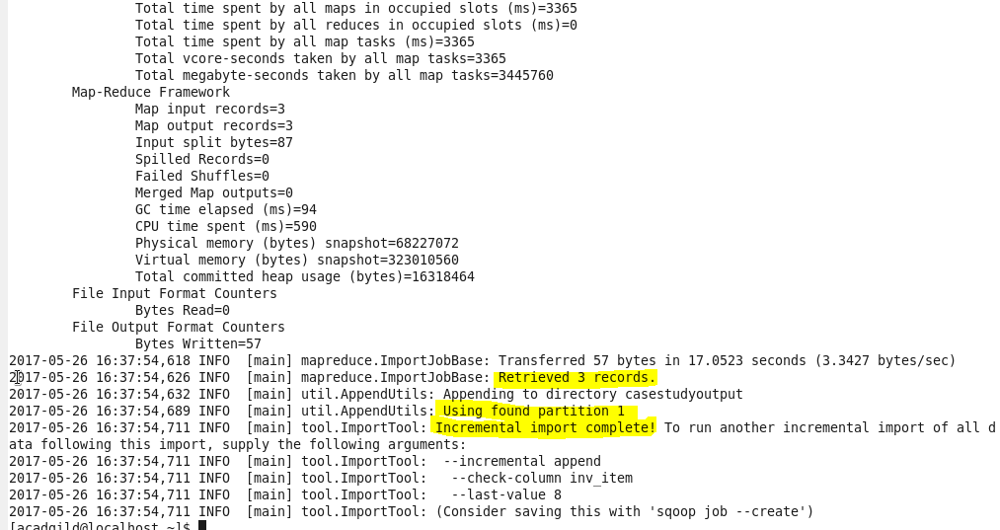 Total time spent by all maps in occupied slots (ms)=3365
Total time spent by all reduces in occupied slots (ms)=0
Total time spent by all map tasks (ms)=3365
Total vcore-seconds taken by all map tasks=3365
Total megabyte-seconds taken by all map tasks=3445760
Map-Reduce Framework
Map input records=3
Map output records=3
Input split bytes=87
Spilled Records=0
Failed Shuffles=0
Merged Map outputs=0
GC time elapsed (ms)=94
CPU time spent (ms)=590
Physical memory (bytes) snapshot=68227072
Virtual memory (bytes) snapshot=323010560
Total committed heap usage (bytes)=16318464
File Input Format Counters
Bytes Read=0
File Output Format Counters
Bytes Written=57
2017-05-26 16:37:54,618 INFO  [main] mapreduce.ImportJobBase: Transferred 57 bytes in 17.0523 seconds (3.3427 bytes/sec)
2017-05-26 16:37:54,626 INFO  [main] mapreduce.ImportJobBase: Retrieved 3 records.
2017-05-26 16:37:54,632 INFO  [main] util.AppendUtils: Appending to directory casestudyoutput
2017-05-26 16:37:54,689 INFO  [main] util.AppendUtils: Using found partition 1
2017-05-26 16:37:54,711 INFO  [main] tool.ImportTool: Incremental import complete! To run another incremental import of all d
ata following this import, supply the following arguments:
2017-05-26 16:37:54,711 INFO  [main] tool.ImportTool:  --incremental append
2017-05-26 16:37:54,711 INFO  [main] tool.ImportTool:   --check-column inv_item
2017-05-26 16:37:54,711 INFO  [main] tool.ImportTool:   --last-value 8
2017-05-26 16:37:54,711 INFO  [main] tool.ImportTool: (Consider saving this with 'sqoop job --create')
[acadgild@localhost ~]$